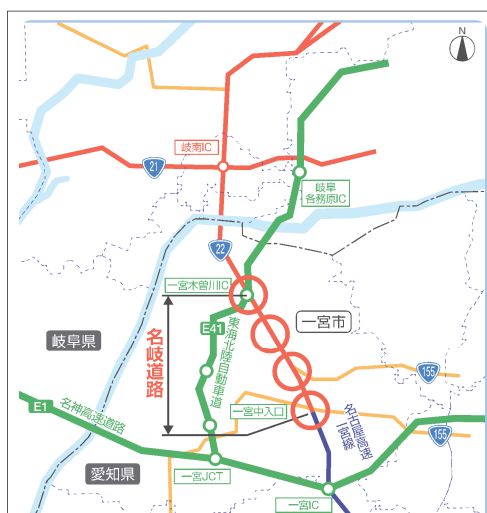 N
岐南IC
21
岐阜
各務原IC
22
一宮木曽川IC
一宮市
岐阜県
名岐道路
E41
東海北陸自動車道
155
E1
名神高速道路
一宮中入口
名古屋高速
一宮線
155
愛知県
一宮JCT
一宮IC